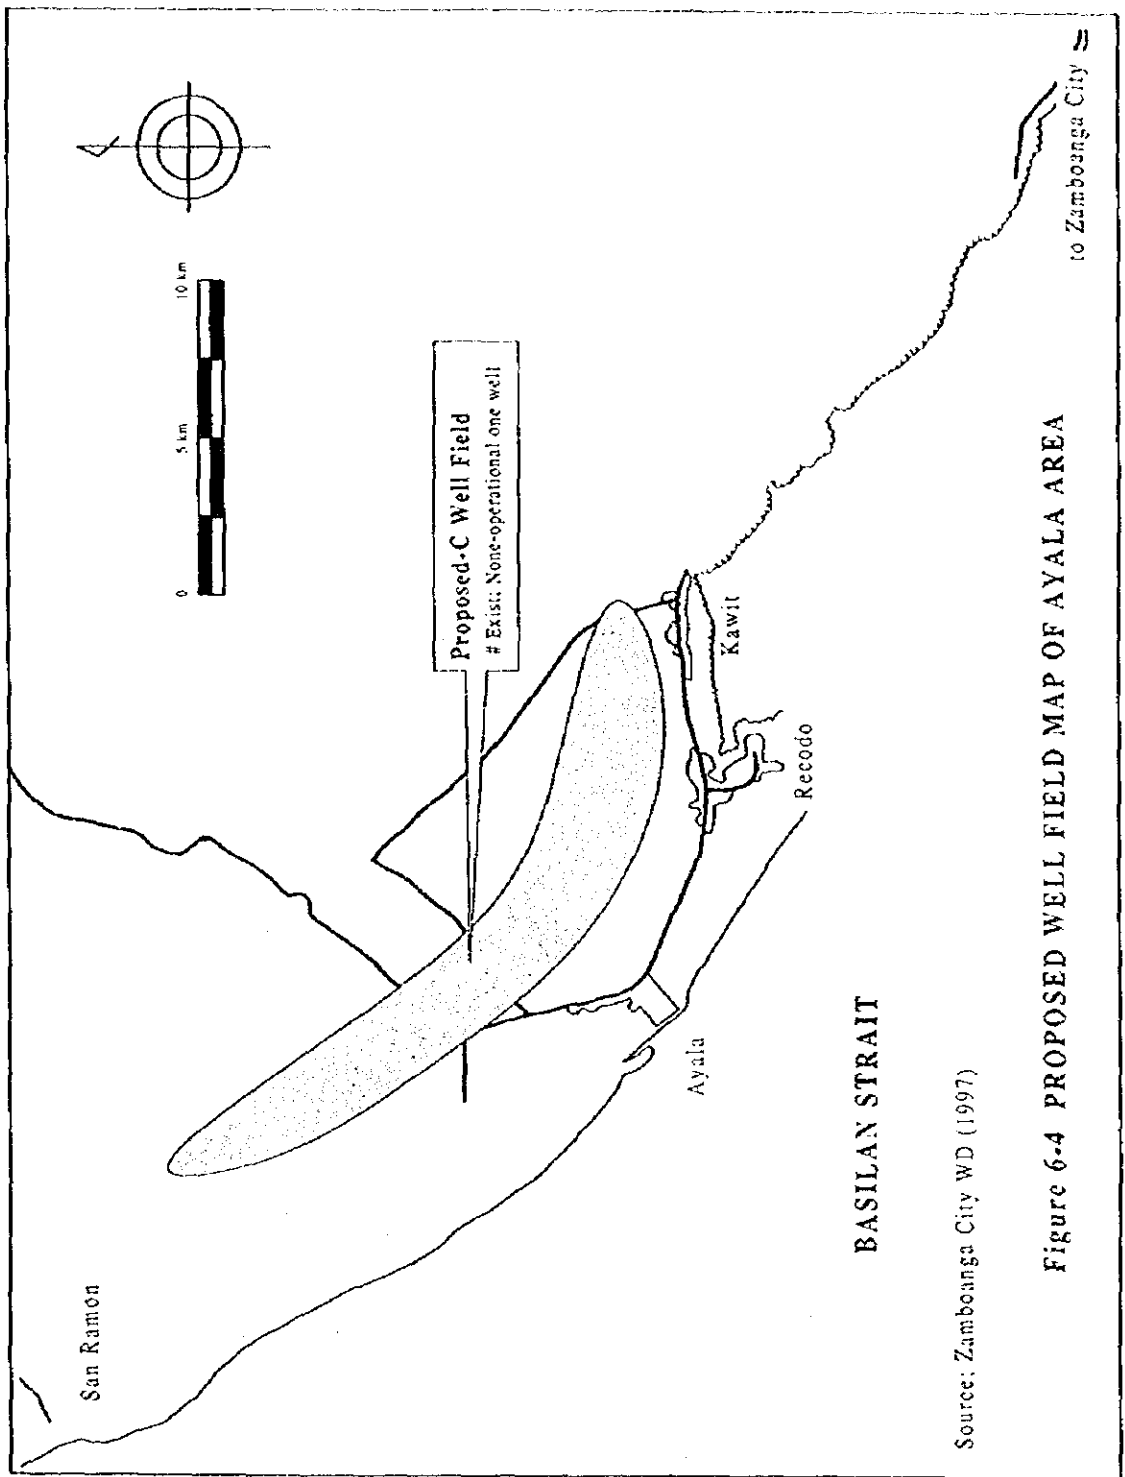 San Ramon
0
5 km
10 km
Proposed-C Well Field
# Exist: None-operational one well
Ayala
Recodo
Kawit
BASILAN STRAIT
to Zamboanga City
Source: Zamboanga City WD (1997)
Figure 6-4 PROPOSED WELL FIELD MAP OF AYALA AREA